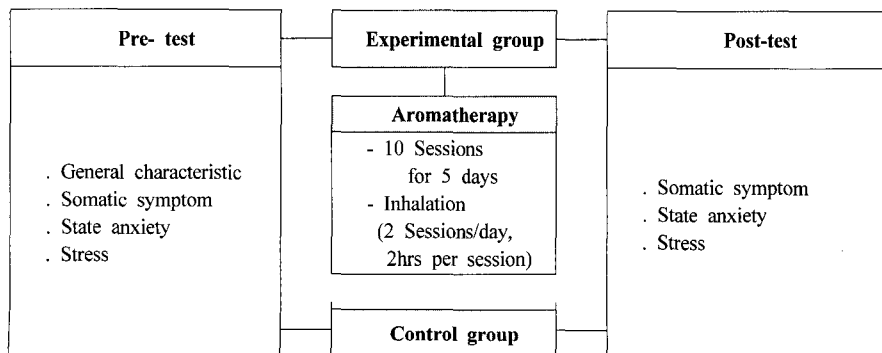 Pre- test
. General characteristic
. Somatic symptom
. State anxiety
. Stress
Experimental group
Aromatherapy
- 10 Sessions
for 5 days
- Inhalation
(2 Sessions/day,
2hrs per session)
Control group
Post-test
. Somatic symptom
. State anxiety
. Stress